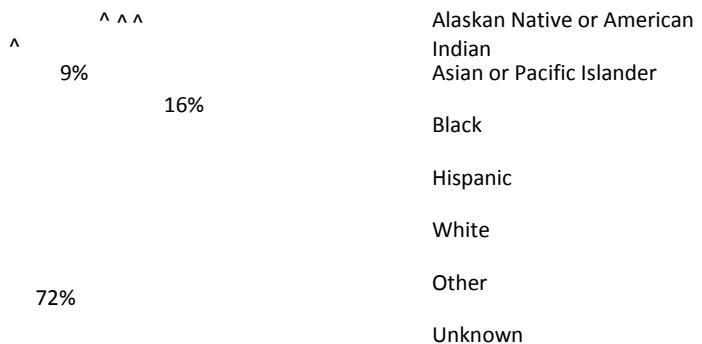 ^ ^ ^
^
9%
16%
72%
Alaskan Native or American
Indian
Asian or Pacific Islander
Black
Hispanic
White
Other
Unknown